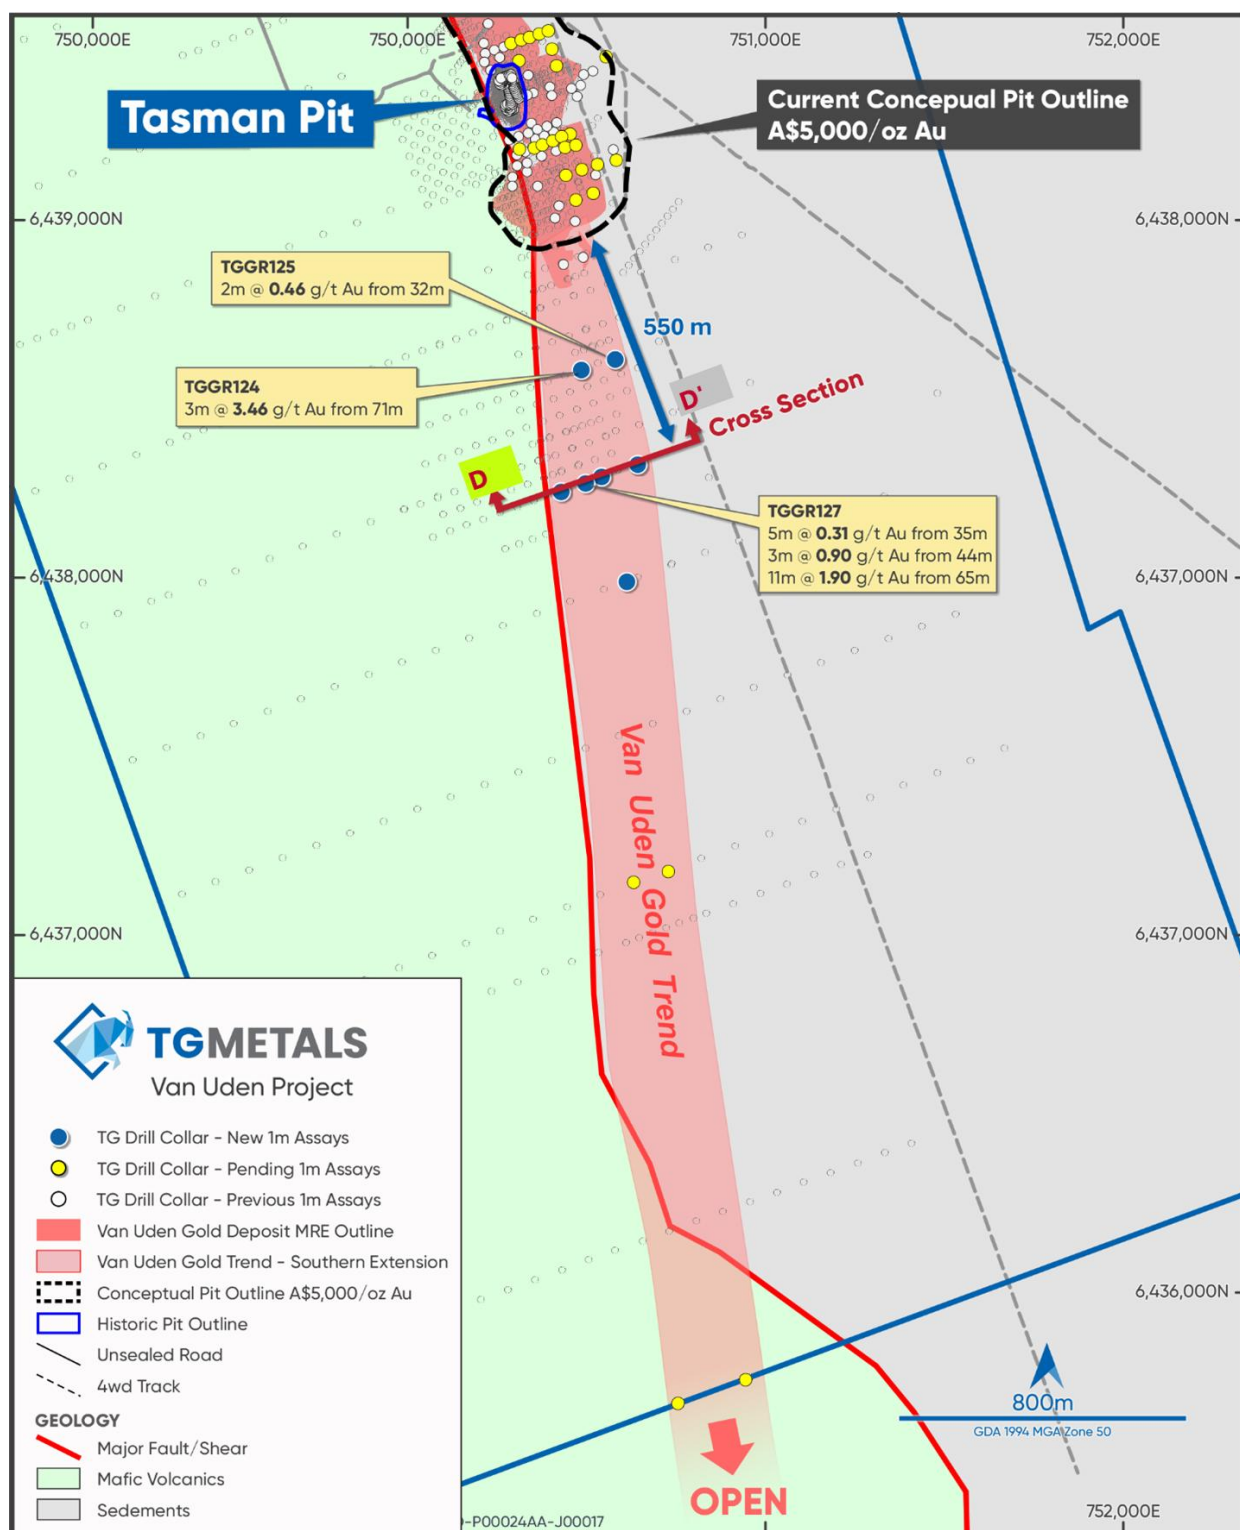 750,000E
750,000E
751,000E
752,000E
Tasman Pit
Current Concepual Pit Outline
A$5,000/oz Au
6,439,000N
6,438,000N
TGGR125
2m @ 0.46 g/t Au from 32m
550 m
TGGR124
3m @ 3.46 g/t Au from 71m
D'
Cross Section
D
TGGR127
5m @ 0.31 g/t Au from 35m
3m @ 0.90 g/t Au from 44m
11m @ 1.90 g/t Au from 65m
6,438,000N
6,437,000N
Van Uden Gold Trend
6,437,000N
6,437,000N
TGMETALS
Van Uden Project
TG Drill Collar - New 1m Assays
TG Drill Collar - Pending 1m Assays
TG Drill Collar - Previous 1m Assays
Van Uden Gold Deposit MRE Outline
Van Uden Gold Trend - Southern Extension
Conceptual Pit Outline A$5,000/oz Au
Historic Pit Outline
Unsealed Road
4wd Track
GEOLOGY
Major Fault/Shear
Mafic Volcanics
Sedements
6,436,000N
800m
GDA 1994 MGA Zone 50
OPEN
752,000E
-P00024AA-J00017